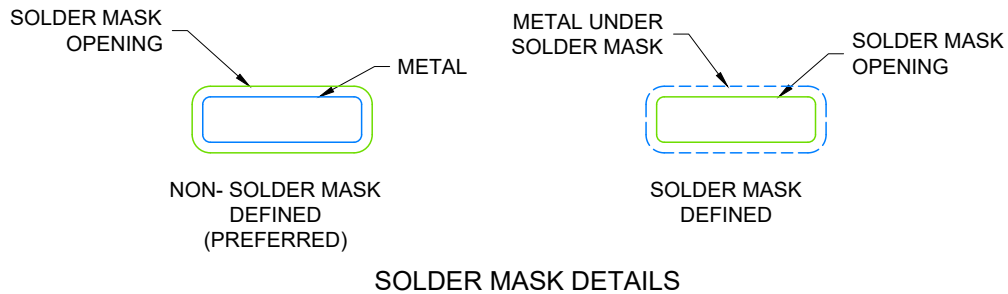 SOLDER MASK
OPENING
METAL
NON- SOLDER MASK
DEFINED
(PREFERRED)
METAL UNDER
SOLDER MASK
SOLDER MASK
OPENING
SOLDER MASK
DEFINED
SOLDER MASK DETAILS